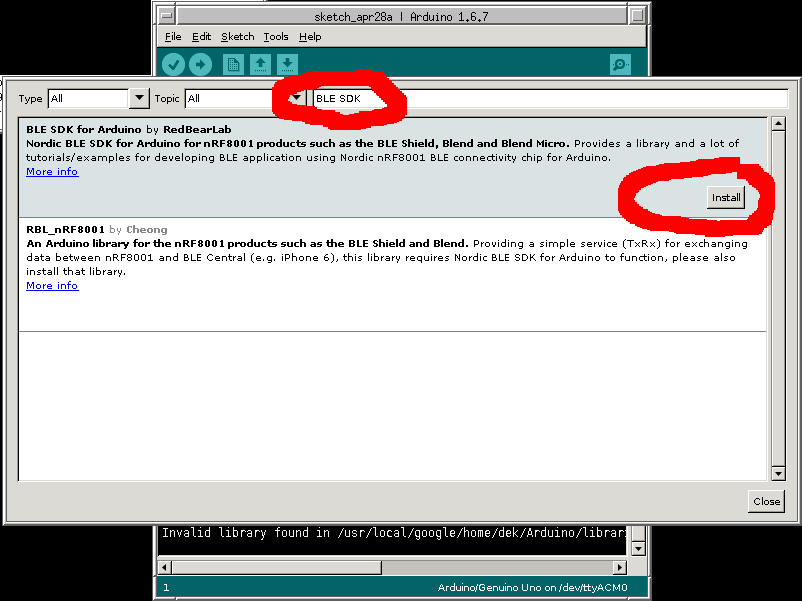 sketch_apr28a | Arduino 1.6.7
File Edit Sketch Tools Help
Type All Topic All BLE SDK
BLE SDK for Arduino by RedBearLab
Nordic BLE SDK for Arduino for nRF8001 products such as the BLE Shield, Blend and Blend Micro. Provides a library and a lot of
tutorials/examples for developing BLE application using Nordic nRF8001 BLE connectivity chip for Arduino.
More info
Install
RBL_nRF8001 by Cheong
An Arduino library for the nRF8001 products such as the BLE Shield and Blend. Providing a simple service (TxRx) for exchanging
data between nRF8001 and BLE Central (e.g. iPhone 6), this library requires Nordic BLE SDK for Arduino to function, please also
install that library.
More info
Close
Invalid library found in /usr/local/google/home/dek/Arduino/librari
1 Arduino/Genuino Uno on /dev/ttyACM0